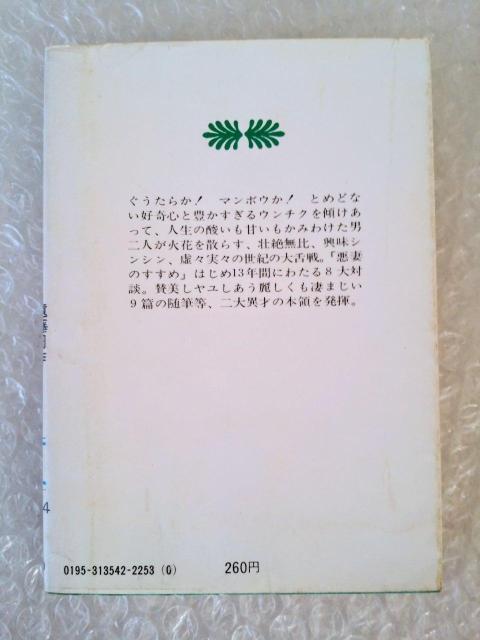 ぐうたらか! マンボウか! とめどな
い好奇心と豊かすぎるウンチクを傾けあ
って、人生の酸いも甘いもかみわけた男
二人が火花を散らす、壮絶無比、興味シ
ンシン、虚々実々の世紀の大舌戦。「悪妻
のすすめ」はじめ13年間にわたる8大対
談。賛美しヤユしあう麗しくも凄まじい
9篇の随筆等、二大異才の本領を発揮。
4
0195-313542-2253 (0)
260円